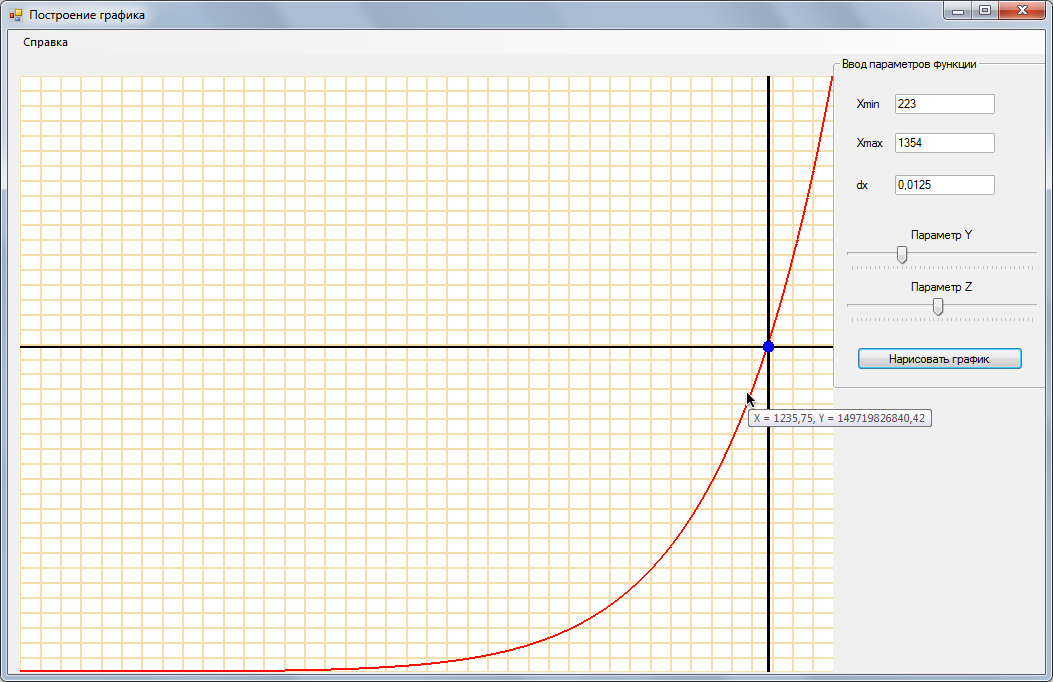 Построение графика
Справка
Ввод параметров функции
Xmin 223
Xmax 1354
dx 0,0125
Параметр Y
Параметр Z
Нарисовать график
X = 1235,75, Y = 149719826840,42